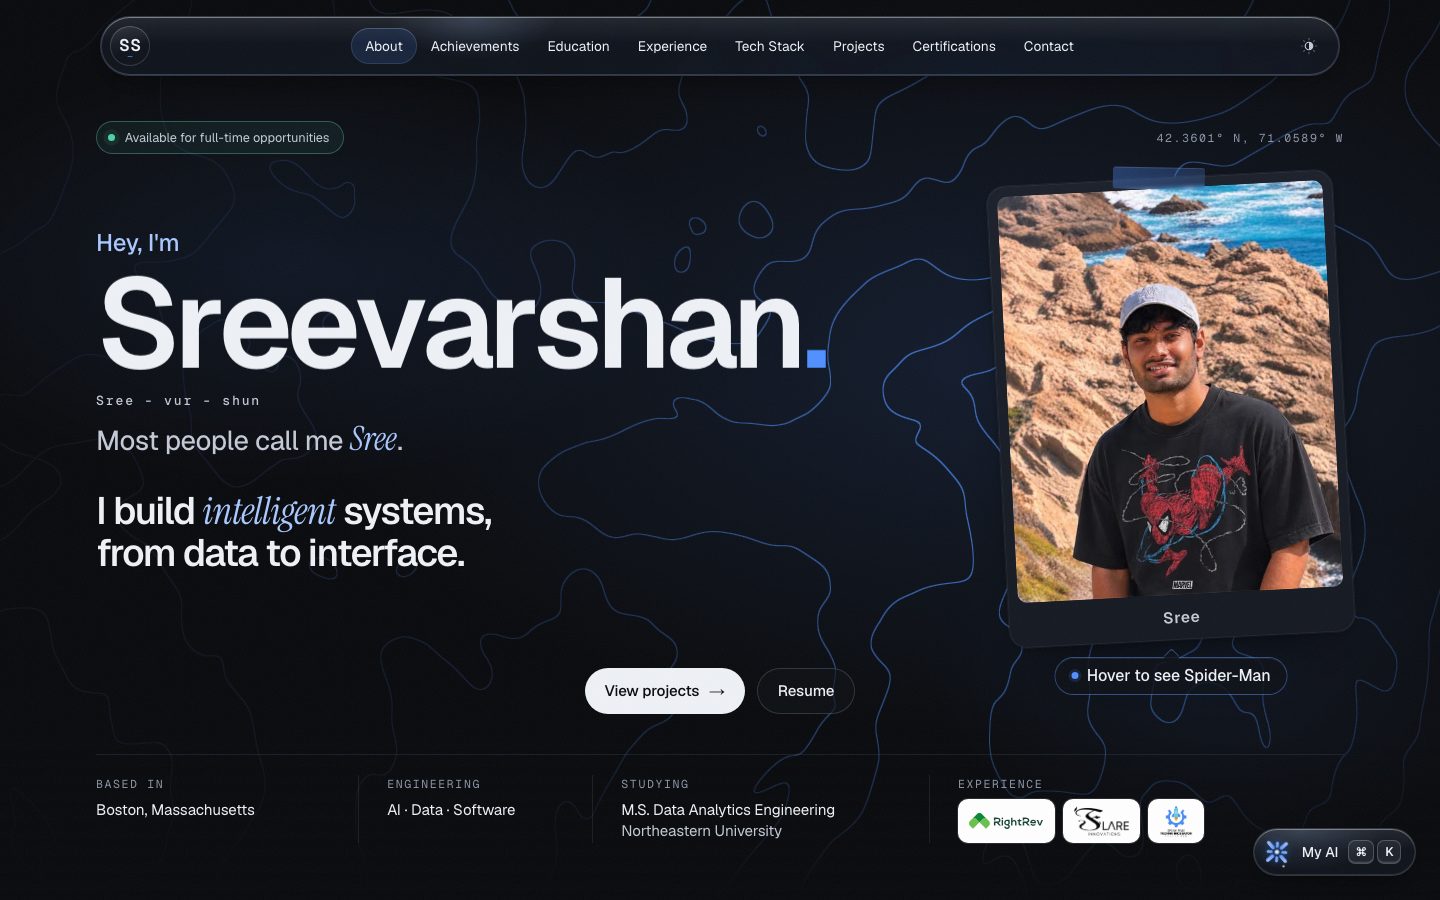 SS
About Achievements Education Experience Tech Stack Projects Certifications Contact
Available for full-time opportunities
42.3601° N, 71.0589° W
Hey, I'm
Sreevarshan.
Sree - vur - shun
Most people call me Sree.
I build intelligent systems,
from data to interface.
MARVEL
Sree
Hover to see Spider-Man
View projects →
Resume
BASED IN
Boston, Massachusetts
ENGINEERING
AI · Data · Software
STUDYING
M.S. Data Analytics Engineering
Northeastern University
EXPERIENCE
RightRev
SLARE
INNOVATIONS
My AI ⌘ K